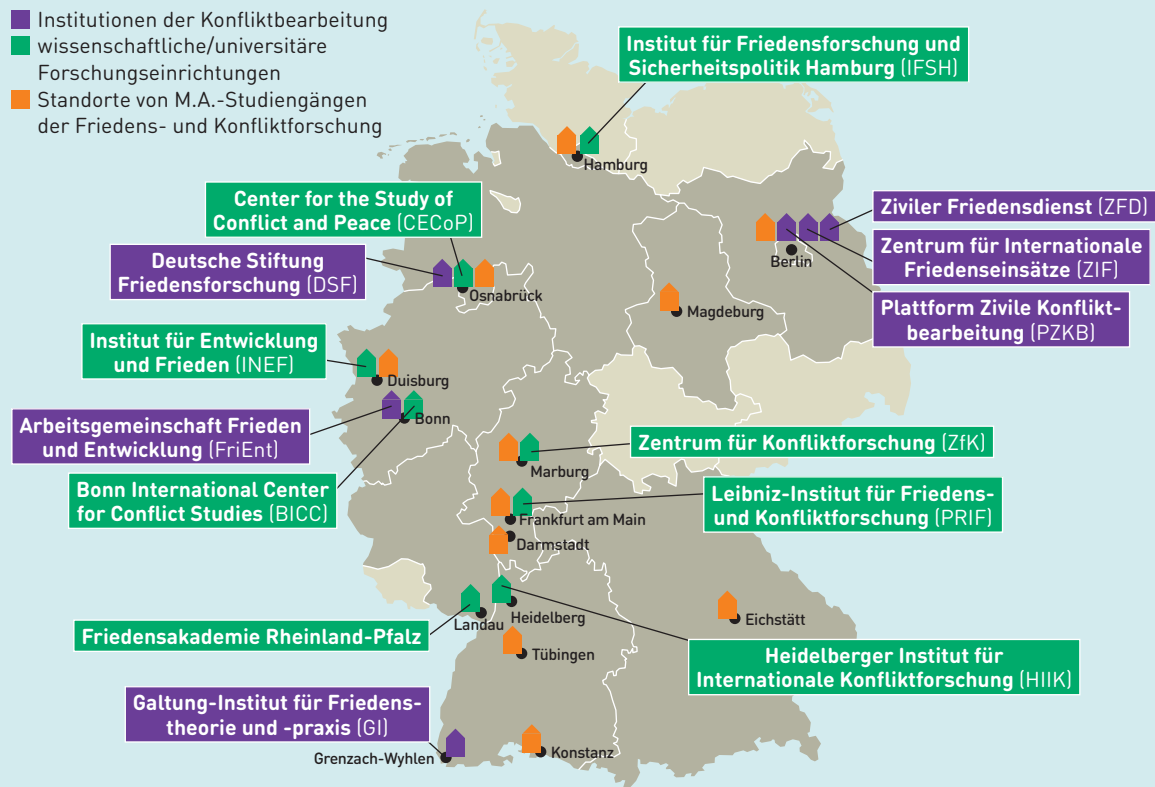 Institutionen der Konfliktbearbeitung
wissenschaftliche/universitäre
Forschungseinrichtungen
Standorte von M.A.-Studiengängen
der Friedens- und Konfliktforschung
Institut für Friedensforschung und
Sicherheitspolitik Hamburg (IFSH)
Hamburg
Center for the Study of
Conflict and Peace (CECoP)
Deutsche Stiftung
Friedensforschung (DSF)
Osnabrück
Ziviler Friedensdienst (ZFD)
Zentrum für Internationale
Friedenseinsätze (ZIF)
Plattform Zivile Konflikt-
bearbeitung (PZKB)
Berlin
Magdeburg
Institut für Entwicklung
und Frieden (INEF)
Duisburg
Arbeitsgemeinschaft Frieden
und Entwicklung (FriEnt)
Bonn
Bonn International Center
for Conflict Studies (BICC)
Zentrum für Konfliktforschung (ZfK)
Marburg
Leibniz-Institut für Friedens-
und Konfliktforschung (PRIF)
Frankfurt am Main
Darmstadt
Friedensakademie Rheinland-Pfalz
Landau
Heidelberg
Eichstätt
Heidelberger Institut für
Internationale Konfliktforschung (HIIK)
Tübingen
Galtung-Institut für Friedens-
theorie und -praxis (GI)
Grenzach-Wyhlen
Konstanz